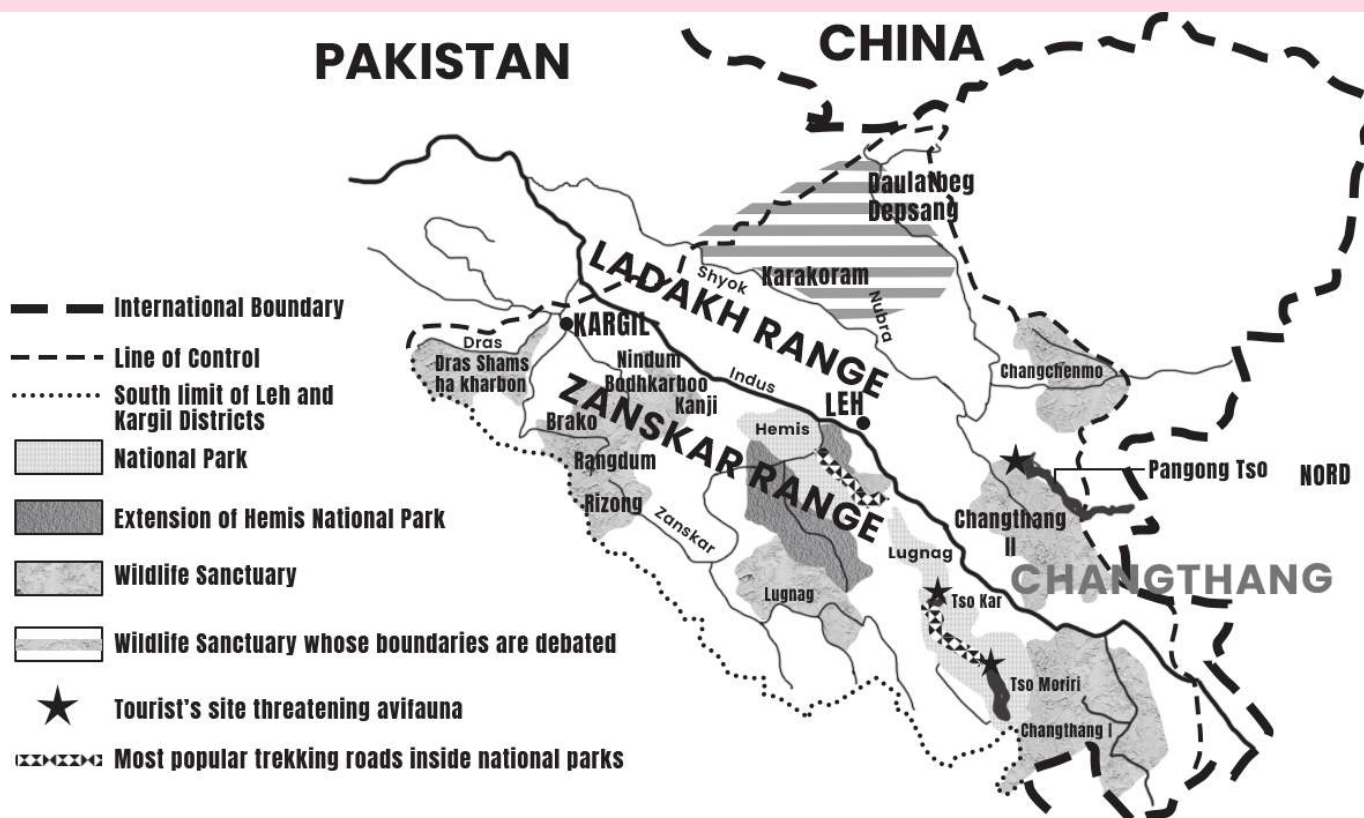 PAKISTAN
CHINA
Daulatbeg
Depsang
LADAKH RANGE
Shyok
Karakoram
Nubra
International Boundary
Line of Control
South limit of Leh and
Kargil Districts
National Park
Extension of Hemis National Park
Wildlife Sanctuary
Wildlife Sanctuary whose boundaries are debated
Tourist's site threatening avifauna
Most popular trekking roads inside national parks
KARGIL
Dras
Dras Shams
ha kharbon
Nindum
Bodhkarboo
Kanji
Indus
LEH
Changchenmo
ZANSKAR RANGE
Brako
Hemis
Rangdum
Rizong
Zanskar
Pangong Tso
NORD
Changthang
II
CHANGTHANG
Lugnag
Lugnag
Tso Kar
Tso Moriri
Changthang I